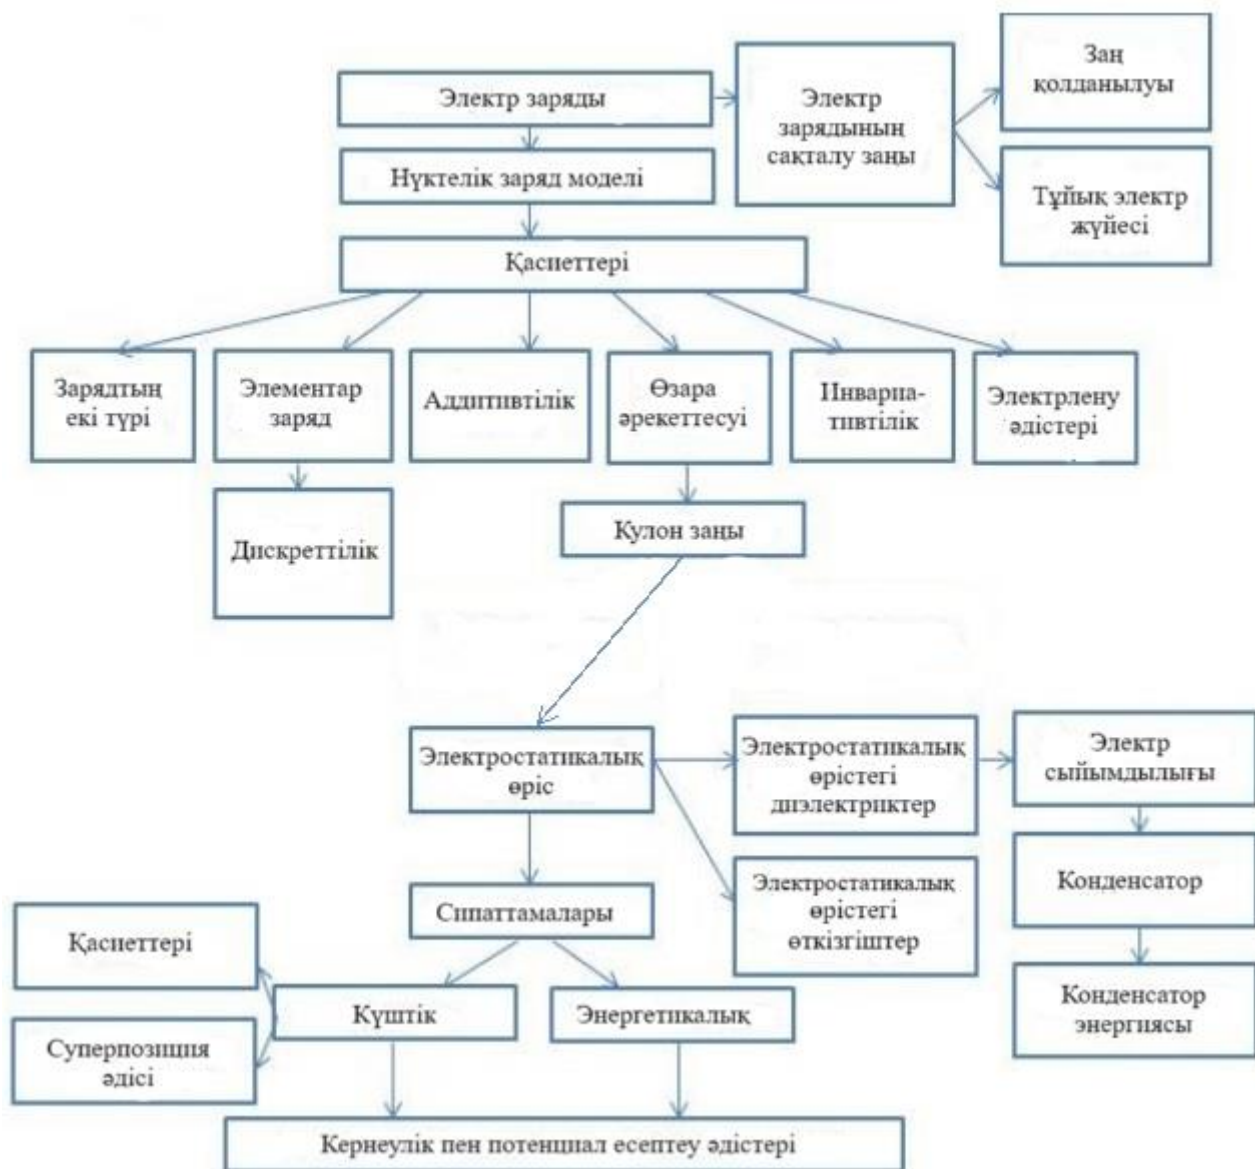 Электр заряды
Электр
зарядының
сақталу заңы
Заң
қолданылуы
Тұйық электр
жүйесі
Нүктелік заряд моделі
Қасиеттері
Зарядтың
екі түрі
Элементар
заряд
Аддитивтілік
Өзара
әрекеттесуі
Инвариа-
тивтілік
Электрлену
әдістері
Дискреттілік
Кулон заңы
Электростатикалық
өріс
Электростатикалық
өрістегі
диэлектриктер
Электр
сыйымдылығы
Электростатикалық
өрістегі
өткізгіштер
Конденсатор
Конденсатор
энергиясы
Сипаттамалары
Қасиеттері
Күштік
Энергетикалық
Суперпозиция
әдісі
Кернеулік пен потенциал есептеу әдістері